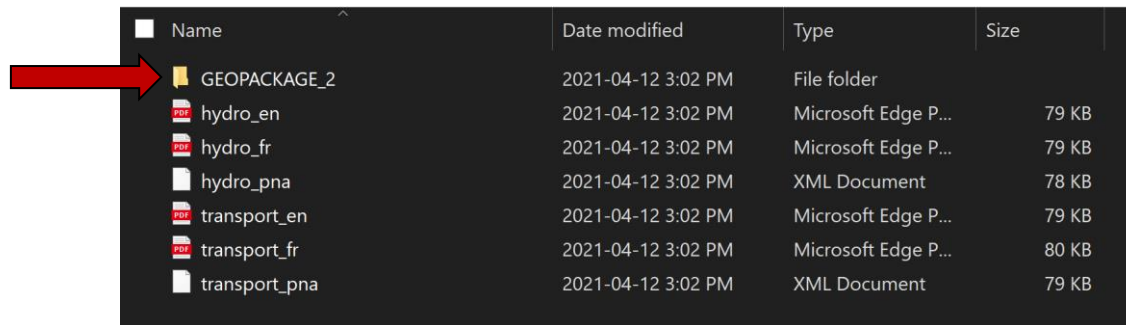 Name Date modified Type Size
GEOPACKAGE_2 2021-04-12 3:02 PM File folder
PDF hydro_en 2021-04-12 3:02 PM Microsoft Edge P... 79 KB
PDF hydro_fr 2021-04-12 3:02 PM Microsoft Edge P... 79 KB
hydro_pna 2021-04-12 3:02 PM XML Document 78 KB
PDF transport_en 2021-04-12 3:02 PM Microsoft Edge P... 79 KB
PDF transport_fr 2021-04-12 3:02 PM Microsoft Edge P... 80 KB
transport_pna 2021-04-12 3:02 PM XML Document 79 KB